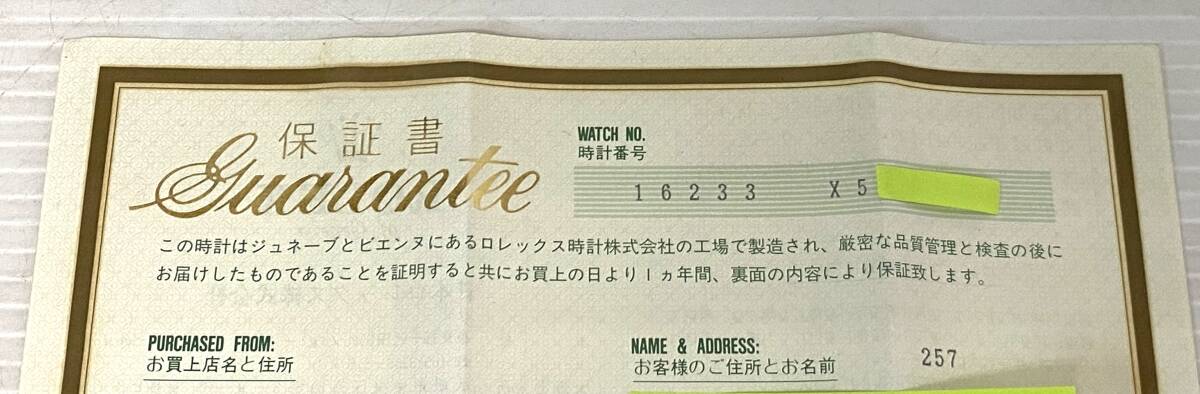 保証書
Guarantee
WATCH NO.
時計番号
16233 X5
この時計はジュネーブとビエンヌにあるロレックス時計株式会社の工場で製造され、厳密な品質管理と検査の後に
お届けしたものであることを証明すると共にお買上の日より1ヵ年間、裏面の内容により保証致します。
PURCHASED FROM:
お買上店名と住所
NAME & ADDRESS:
お客様のご住所とお名前
257